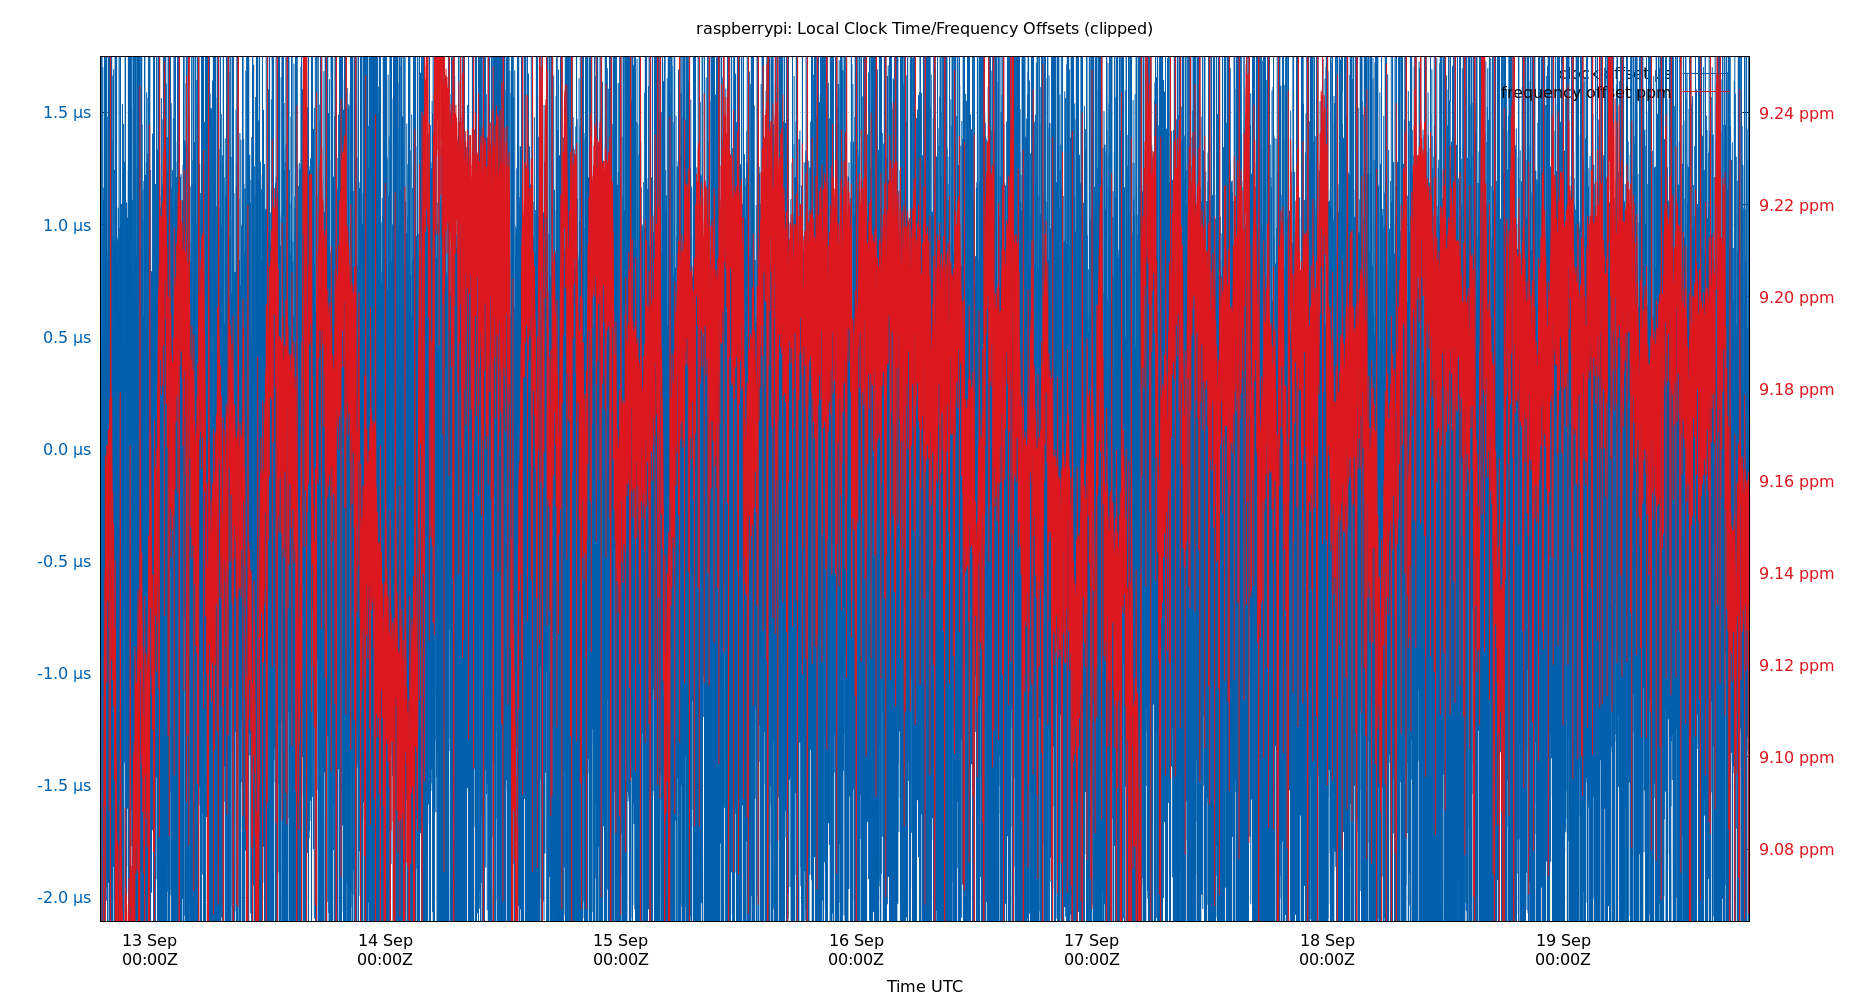 raspberrypi: Local Clock Time/Frequency Offsets (clipped)
clock offset µs
frequency offset ppm
1.5 µs
1.0 µs
0.5 µs
0.0 µs
-0.5 µs
-1.0 µs
-1.5 µs
-2.0 µs
9.24 ppm
9.22 ppm
9.20 ppm
9.18 ppm
9.16 ppm
9.14 ppm
9.12 ppm
9.10 ppm
9.08 ppm
13 Sep 14 Sep 15 Sep 16 Sep 17 Sep 18 Sep 19 Sep
00:00Z 00:00Z 00:00Z 00:00Z 00:00Z 00:00Z 00:00Z
Time UTC